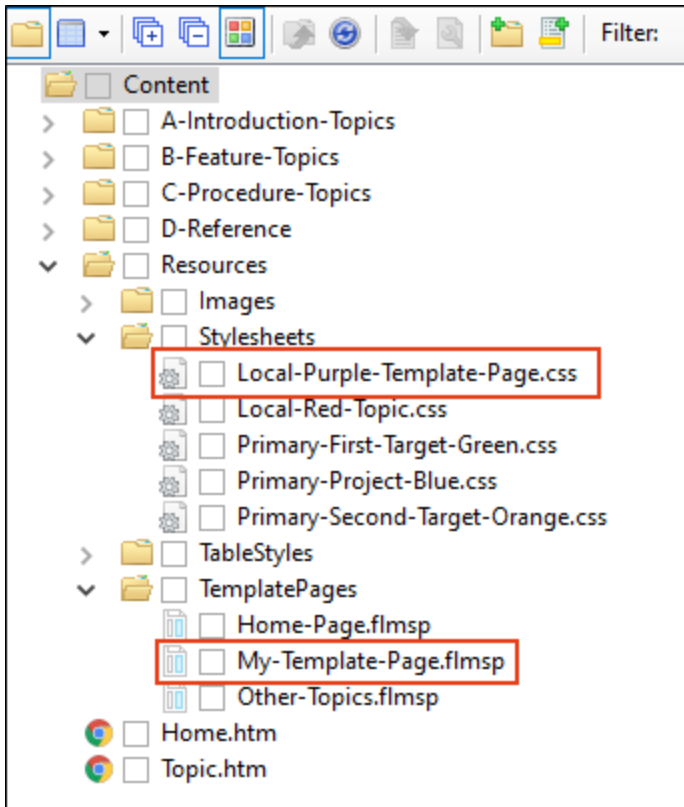 Filter:
Content
A-Introduction-Topics
B-Feature-Topics
C-Procedure-Topics
D-Reference
Resources
Images
Stylesheets
Local-Purple-Template-Page.css
Local-Red-Topic.css
Primary-First-Target-Green.css
Primary-Project-Blue.css
Primary-Second-Target-Orange.css
TableStyles
TemplatePages
Home-Page.flmsp
My-Template-Page.flmsp
Other-Topics.flmsp
Home.htm
Topic.htm